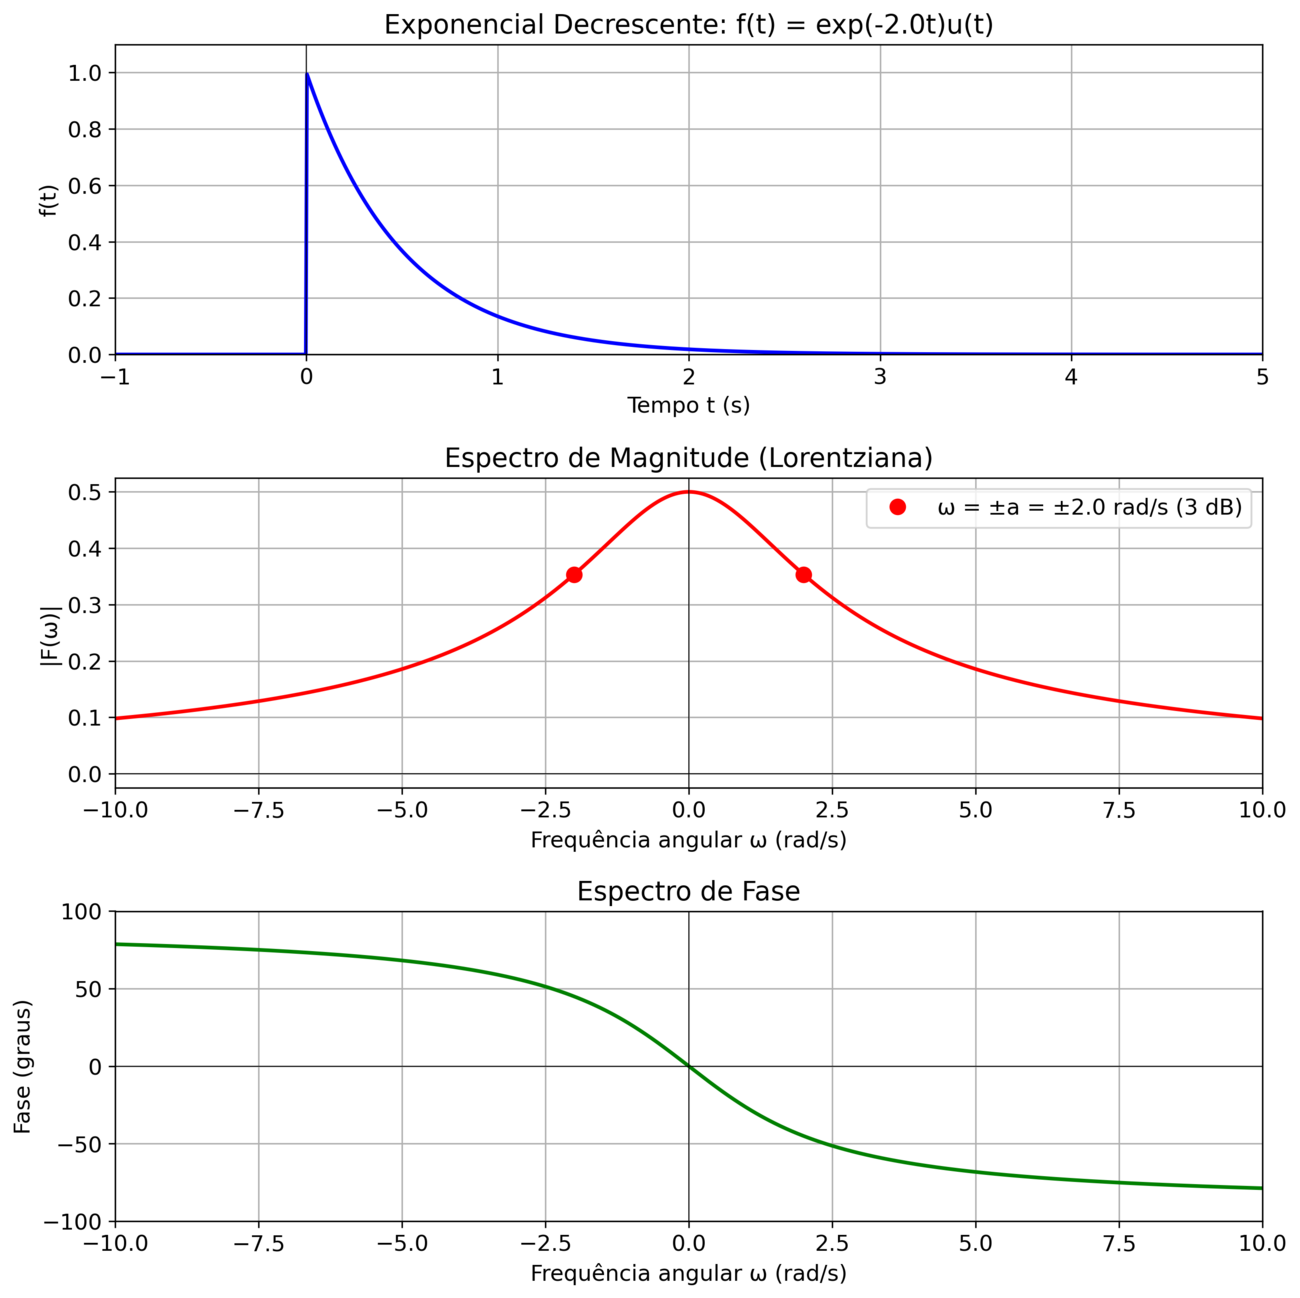 Exponencial Decrescente: f(t) = exp(-2.0t)u(t)
1.0
0.8
0.6
0.4
0.2
0.0
f(t)
−1 0 1 2 3 4 5
Tempo t (s)
Espectro de Magnitude (Lorentziana)
ω = ±a = ±2.0 rad/s (3 dB)
0.5
0.4
0.3
0.2
0.1
0.0
|F(ω)|
−10.0 −7.5 −5.0 −2.5 0.0 2.5 5.0 7.5 10.0
Frequência angular ω (rad/s)
Espectro de Fase
100
50
0
−50
−100
Fase (graus)
−10.0 −7.5 −5.0 −2.5 0.0 2.5 5.0 7.5 10.0
Frequência angular ω (rad/s)